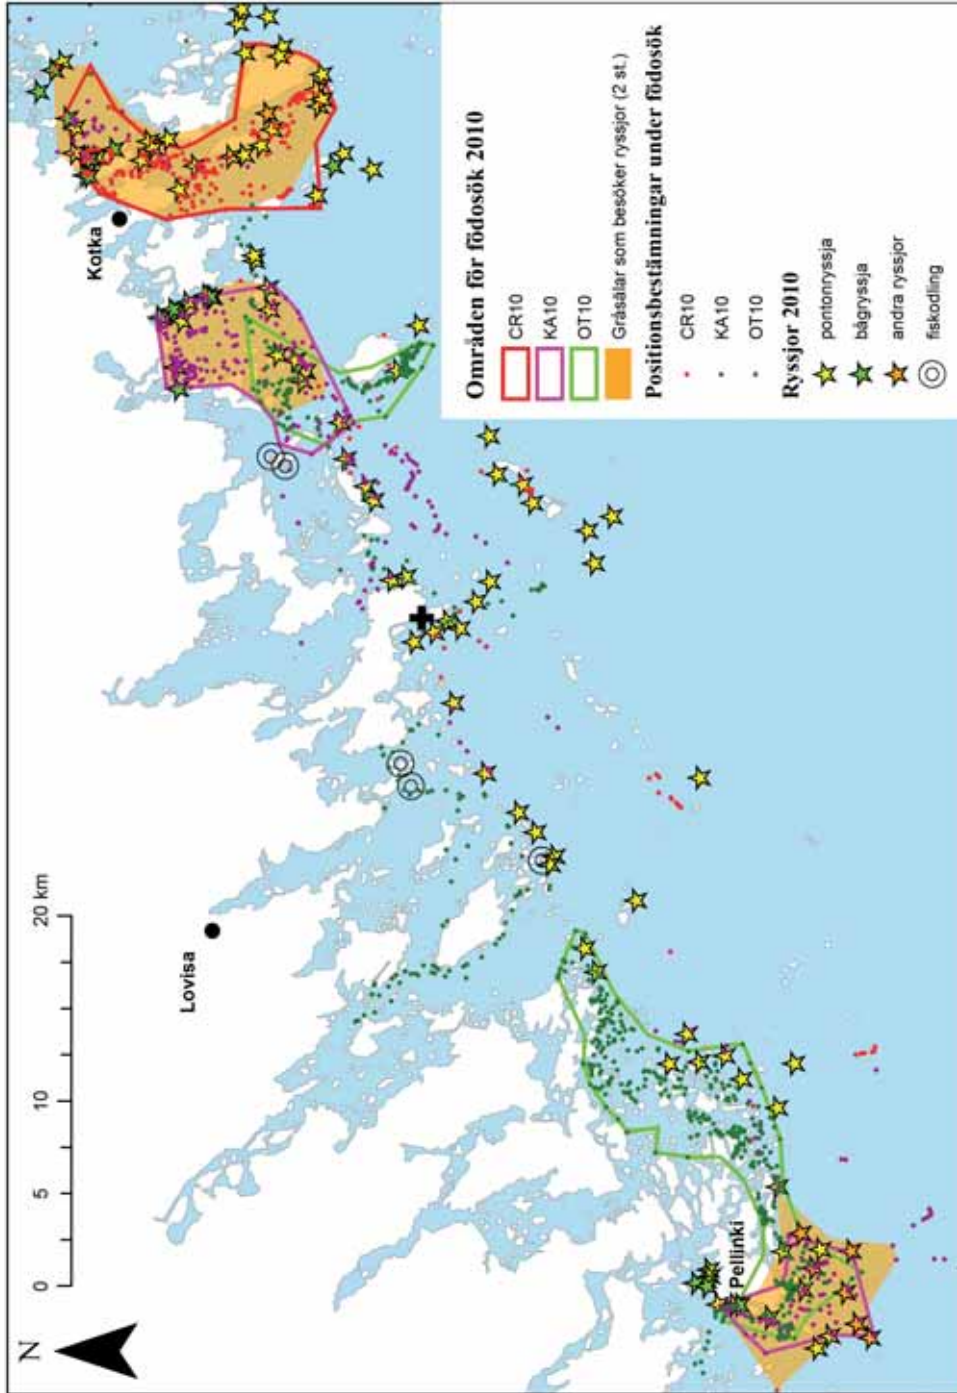 N
0 5 10 20 km
Lovisa
Kotka
Pellinki
Områden för födosök 2010
CR10
KA10
OT10
Gråsälar som besöker ryssjor (2 st.)
Positionsbestämningar under födosök
CR10
KA10
OT10
Ryssjor 2010
pontonryssja
bågryssja
andra ryssjor
fiskodling